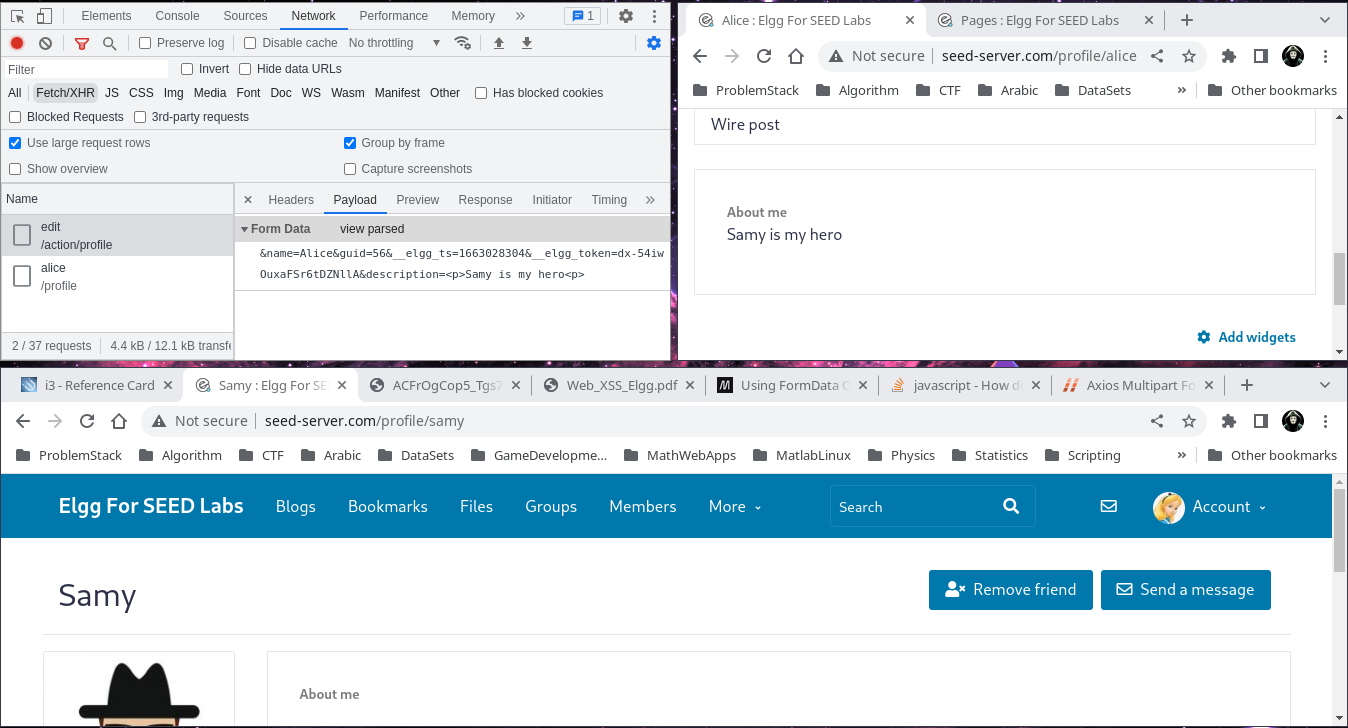 Elements Console Sources Network Performance Memory » 1
Preserve log Disable cache No throttling
Filter Invert Hide data URLs
All Fetch/XHR JS CSS Img Media Font Doc WS Wasm Manifest Other Has blocked cookies
Blocked Requests 3rd-party requests
Use large request rows Group by frame
Show overview Capture screenshots
Name
edit
/action/profile
alice
/profile
2 / 37 requests 4.4 kB / 12.1 kB transfe
× Headers Payload Preview Response Initiator Timing »
Form Data view parsed
&name=Alice&guid=56&__elgg_ts=1663028304&__elgg_token=dx-54iw
OuxaFSr6tDZNllA&description=<p>Samy is my hero<p>
Alice : Elgg For SEED Labs Pages : Elgg For SEED Labs
Not secure seed-server.com/profile/alice
ProblemStack Algorithm CTF Arabic DataSets » Other bookmarks
Wire post
About me
Samy is my hero
Add widgets
i3 - Reference Card Samy : Elgg For SE ACFrOgCop5_Tgs7 Web_XSS_Elgg.pdf Using FormData javascript - How d Axios Multipart Fo
Not secure seed-server.com/profile/samy
ProblemStack Algorithm CTF Arabic DataSets GameDevelopme... MathWebApps MatlabLinux Physics Statistics Scripting » Other bookmarks
Elgg For SEED Labs Blogs Bookmarks Files Groups Members More Search Account
Samy Remove friend Send a message
About me